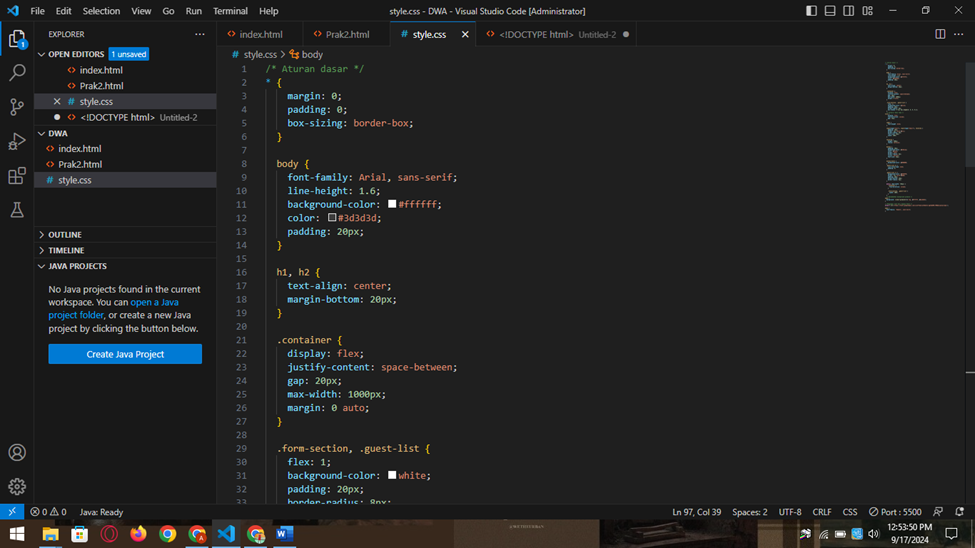 File Edit Selection View Go Run Terminal Help
style.css - DWA - Visual Studio Code [Administrator]
EXPLORER
OPEN EDITORS 1 unsaved
index.html
Prak2.html
style.css
<!DOCTYPE html> Untitled-2
DWA
index.html
Prak2.html
style.css
OUTLINE
TIMELINE
JAVA PROJECTS
No Java projects found in the current
workspace. You can open a Java
project folder, or create a new Java
project by clicking the button below.
Create Java Project
index.html Prak2.html style.css <!DOCTYPE html> Untitled-2
style.css > body
1 /* Aturan dasar */
2 * {
3 margin: 0;
4 padding: 0;
5 box-sizing: border-box;
6 }
7
8 body {
9 font-family: Arial, sans-serif;
10 line-height: 1.6;
11 background-color: #ffffff;
12 color: #3d3d3d;
13 padding: 20px;
14 }
15
16 h1, h2 {
17 text-align: center;
18 margin-bottom: 20px;
19 }
20
21 .container {
22 display: flex;
23 justify-content: space-between;
24 gap: 20px;
25 max-width: 1000px;
26 margin: 0 auto;
27 }
28
29 .form-section, .guest-list {
30 flex: 1;
31 background-color: white;
32 padding: 20px;
33 border-radius: 8px;
0 0 Java: Ready
Ln 97, Col 39 Spaces: 2 UTF-8 CRLF CSS Port : 5500
12:53:50 PM
9/17/2024